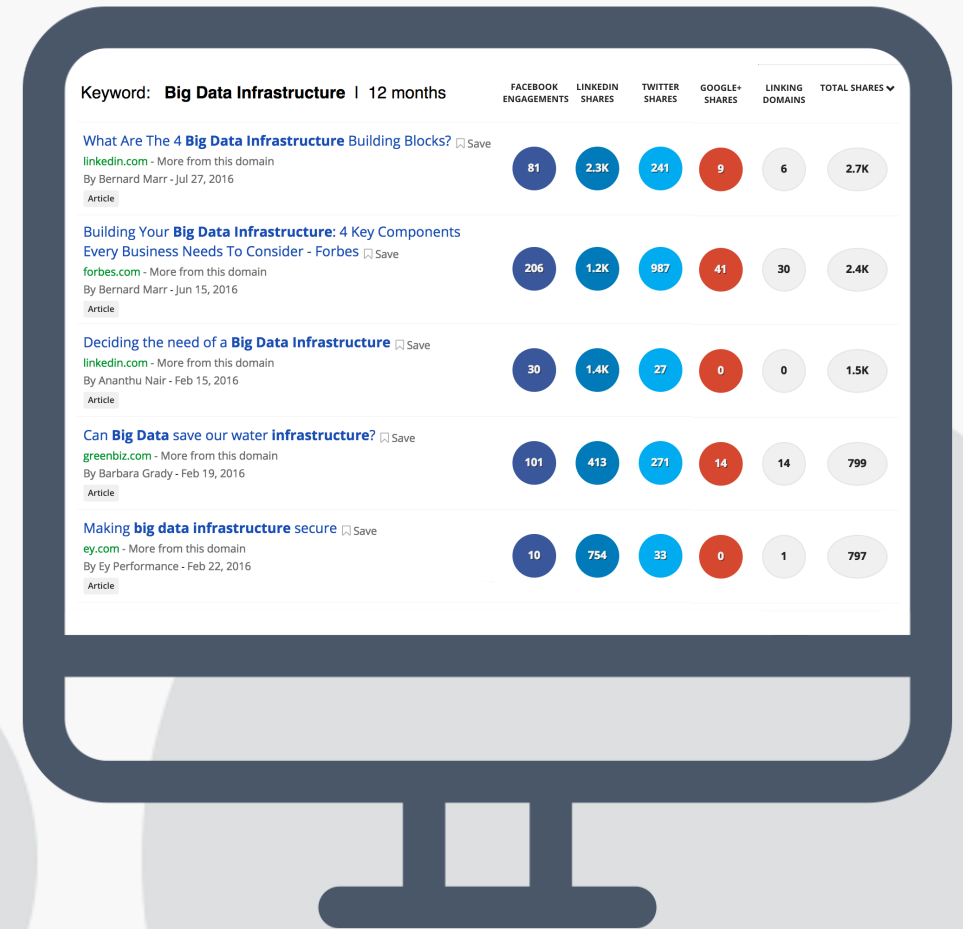 Keyword: Big Data Infrastructure | 12 months
FACEBOOK ENGAGEMENTS LINKEDIN SHARES TWITTER SHARES GOOGLE+ SHARES LINKING DOMAINS TOTAL SHARES
What Are The 4 Big Data Infrastructure Building Blocks? Save
linkedin.com - More from this domain
By Bernard Marr - Jul 27, 2016
Article
81 2.3K 241 9 6 2.7K
Building Your Big Data Infrastructure: 4 Key Components
Every Business Needs To Consider - Forbes Save
forbes.com - More from this domain
By Bernard Marr - Jun 15, 2016
Article
206 1.2K 987 41 30 2.4K
Deciding the need of a Big Data Infrastructure Save
linkedin.com - More from this domain
By Ananthu Nair - Feb 15, 2016
Article
30 1.4K 27 0 0 1.5K
Can Big Data save our water infrastructure? Save
greenbiz.com - More from this domain
By Barbara Grady - Feb 19, 2016
Article
101 413 271 14 14 799
Making big data infrastructure secure Save
ey.com - More from this domain
By Ey Performance - Feb 22, 2016
Article
10 754 33 0 1 797